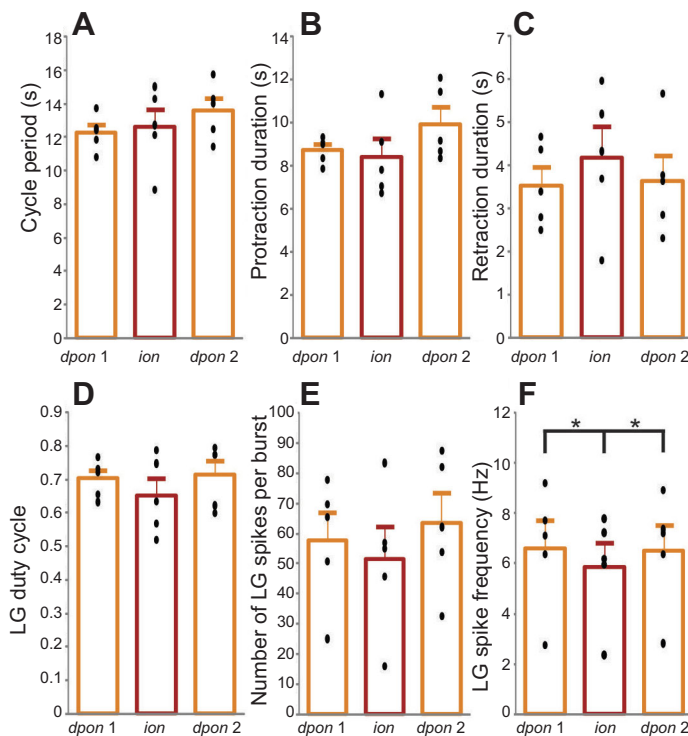 A
Cycle period (s)
18
16
14
12
10
8
6
4
2
0
dpon 1
ion
dpon 2
B
Protraction duration (s)
14
12
10
8
6
4
2
0
dpon 1
ion
dpon 2
C
Retraction duration (s)
7
6
5
4
3
2
1
0
dpon 1
ion
dpon 2
D
LG duty cycle
0.9
0.8
0.7
0.6
0.5
0.4
0.3
0.2
0.1
0
dpon 1
ion
dpon 2
E
Number of LG spikes per burst
100
90
80
70
60
50
40
30
20
10
0
dpon 1
ion
dpon 2
F
LG spike frequency (Hz)
12
10
8
6
4
2
0
* *
dpon 1
ion
dpon 2